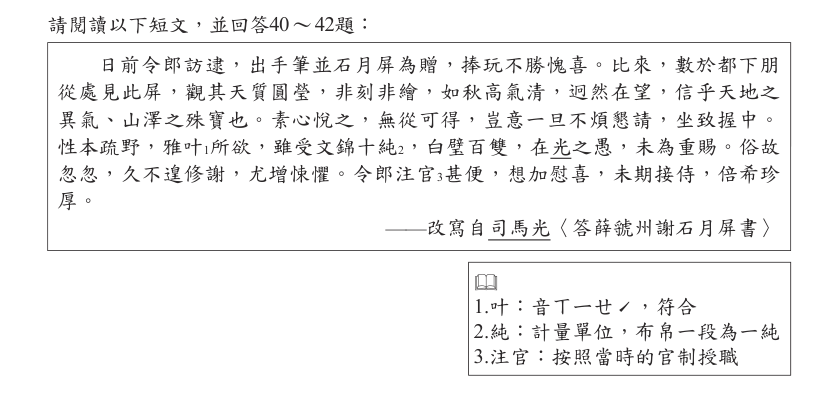 請閱讀以下短文，並回答40～42題：
日前令郎訪逮，出手筆並石月屏為贈，捧玩不勝愧喜。比來，數於都下朋
從處見此屏，觀其天質圓瑩，非刻非繪，如秋高氣清，迥然在望，信乎天地之
異氣、山澤之殊寶也。素心悅之，無從可得，豈意一旦不煩懇請，坐致握中。
性本疏野，雅叶1所欲，雖受文錦十純2，白璧百雙，在光之愚，未為重賜。俗故
忽忽，久不遑修謝，尤增悚懼。令郎注官3甚便，想加慰喜，未期接侍，倍希珍
厚。
——改寫自司馬光〈答薛虢州謝石月屏書〉
1.叶：音ㄒㄧㄝˊ，符合
2.純：計量單位，布帛一段為一純
3.注官：按照當時的官制授職